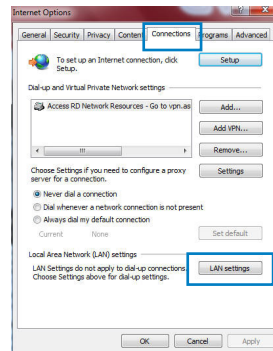 Internet Options
General Security Privacy Content Connections Programs Advanced
To set up an Internet connection, click Setup.
Setup
Dial-up and Virtual Private Network settings
Access RD Network Resources - Go to vpn.as
Add...
Add VPN...
Remove...
Choose Settings if you need to configure a proxy
server for a connection.
Settings
Never dial a connection
Dial whenever a network connection is not present
Always dial my default connection
Current None
Set default
Local Area Network (LAN) settings
LAN Settings do not apply to dial-up connections.
Choose Settings above for dial-up settings.
LAN settings
OK Cancel Apply